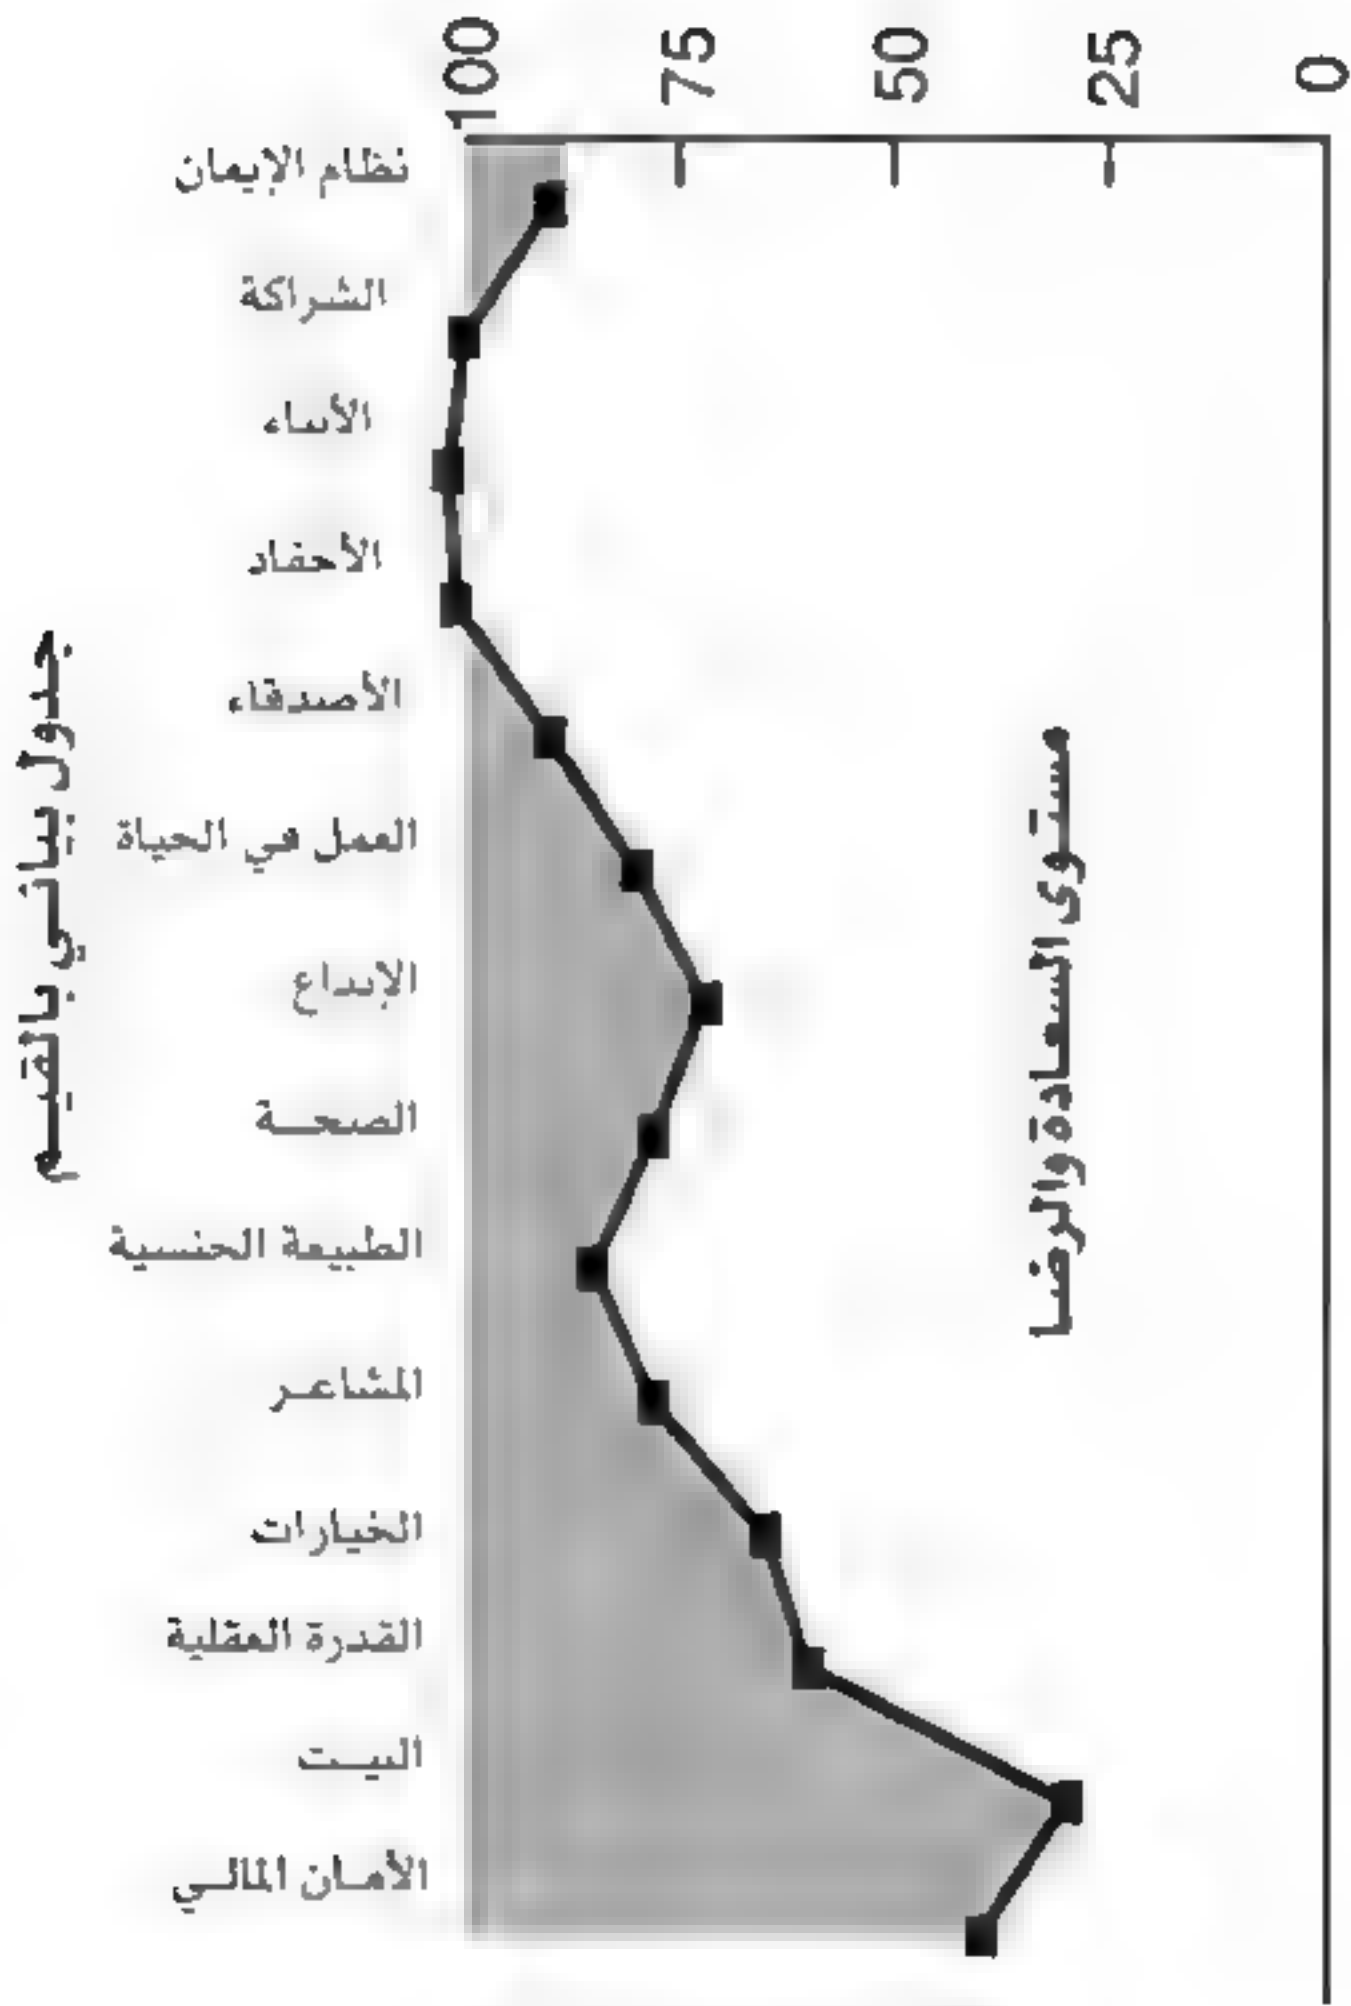 جدول بياني بالقيم
100
75
50
25
0
نظام الإيمان
الشراكة
الأبناء
الأحفاد
الأصدقاء
العمل في الحياة
الإبداع
الصحة
الطبيعة الجنسية
المشاعر
الخيارات
القدرة العقلية
البيت
الأمان المالي
مستوى السعادة والرضا